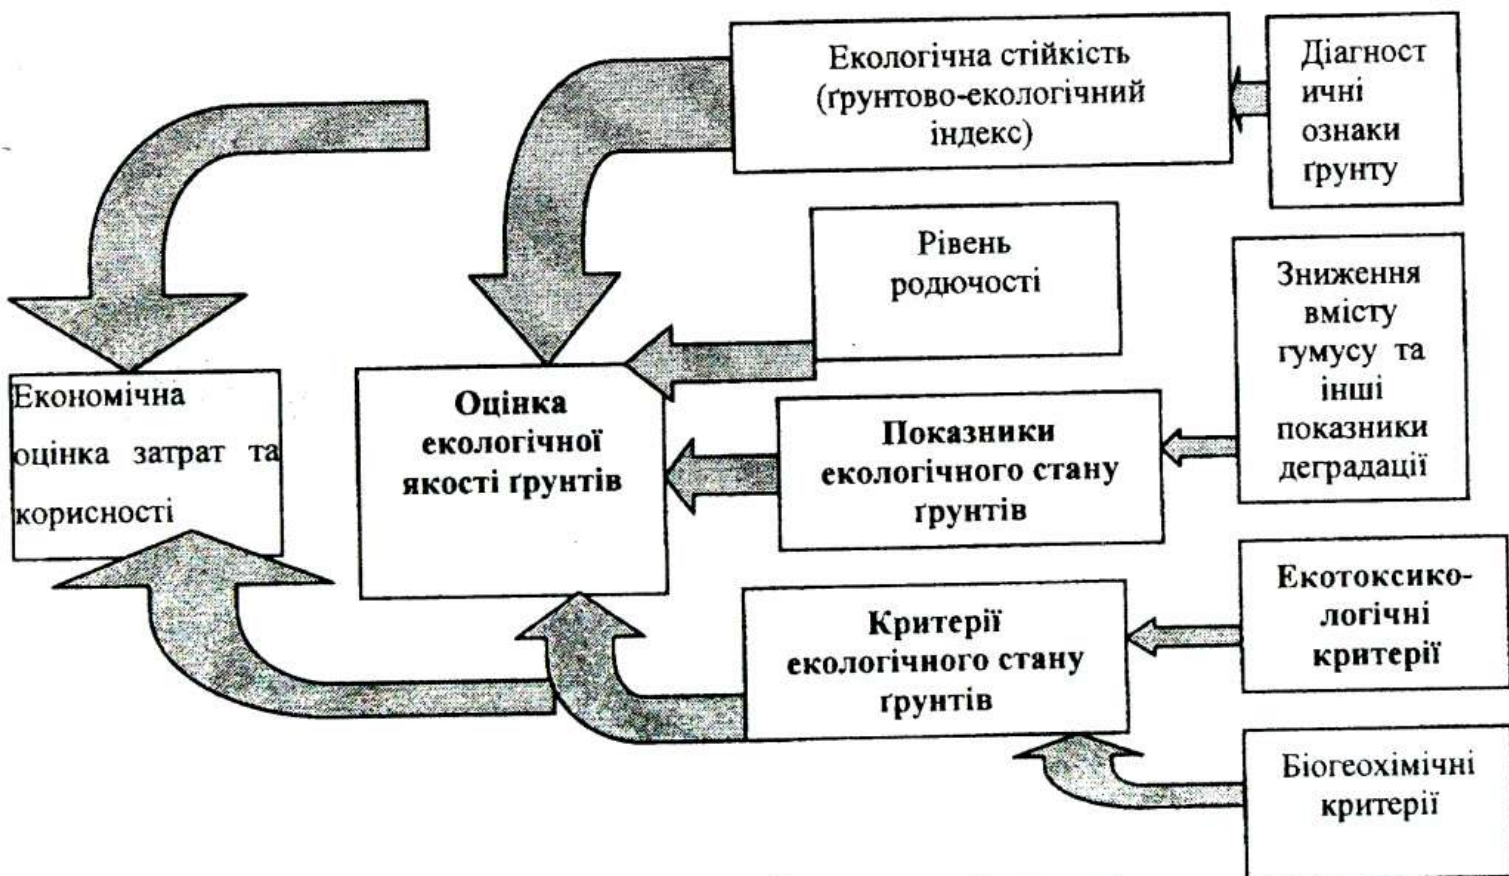 Екологічна стійкість
(ґрунтово-екологічний
індекс)
Діагност
ичні
ознаки
ґрунту
Рівень
родючості
Зниження
вмісту
гумусу та
інші
показники
деградації
Економічна
оцінка затрат та
корисності
Оцінка
екологічної
якості ґрунтів
Показники
екологічного стану
ґрунтів
Критерії
екологічного стану
ґрунтів
Екотоксико-
логічні
критерії
Біогеохімічні
критерії